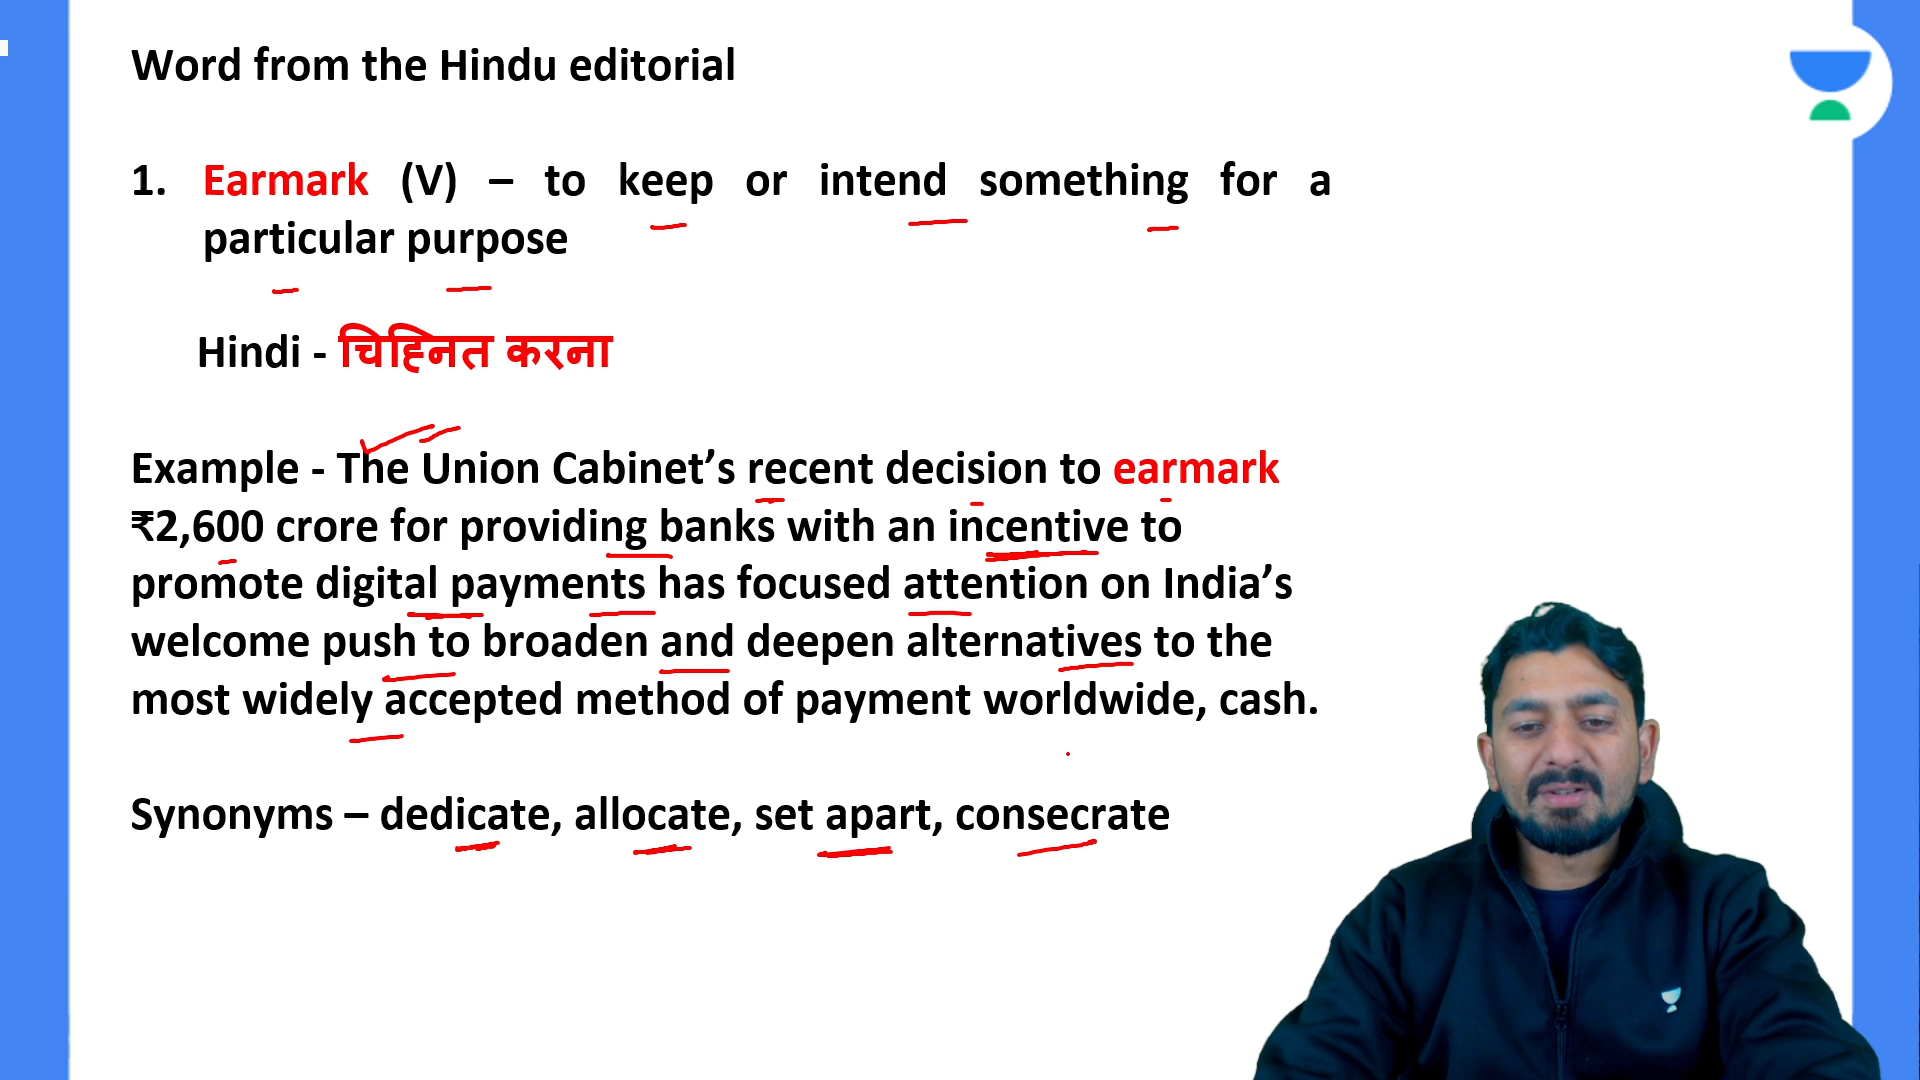 Word from the Hindu editorial
1. Earmark (V) – to keep or intend something for a
particular purpose
Hindi - चिह्नित करना
Example - The Union Cabinet’s recent decision to earmark
₹2,600 crore for providing banks with an incentive to
promote digital payments has focused attention on India’s
welcome push to broaden and deepen alternatives to the
most widely accepted method of payment worldwide, cash.
Synonyms – dedicate, allocate, set apart, consecrate